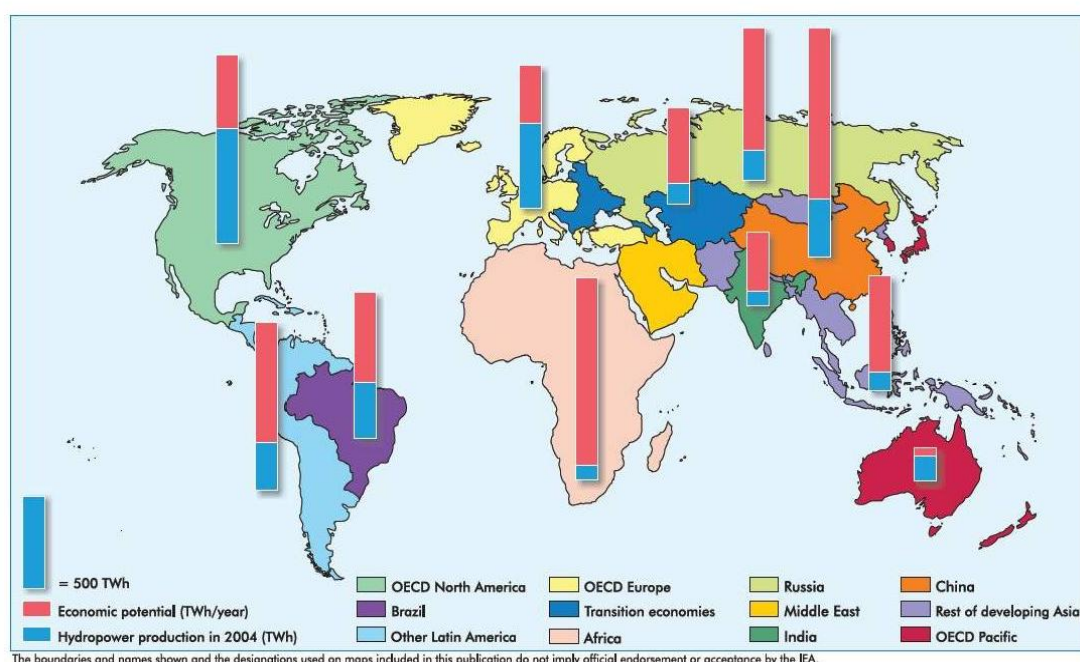 = 500 TWh
Economic potential (TWh/year)
Hydropower production in 2004 (TWh)
OECD North America
Brazil
Other Latin America
OECD Europe
Transition economies
Africa
Russia
Middle East
India
China
Rest of developing Asia
OECD Pacific
The boundaries and names shown and the designations used on maps included in this publication do not imply official endorsement or acceptance by the IEA.